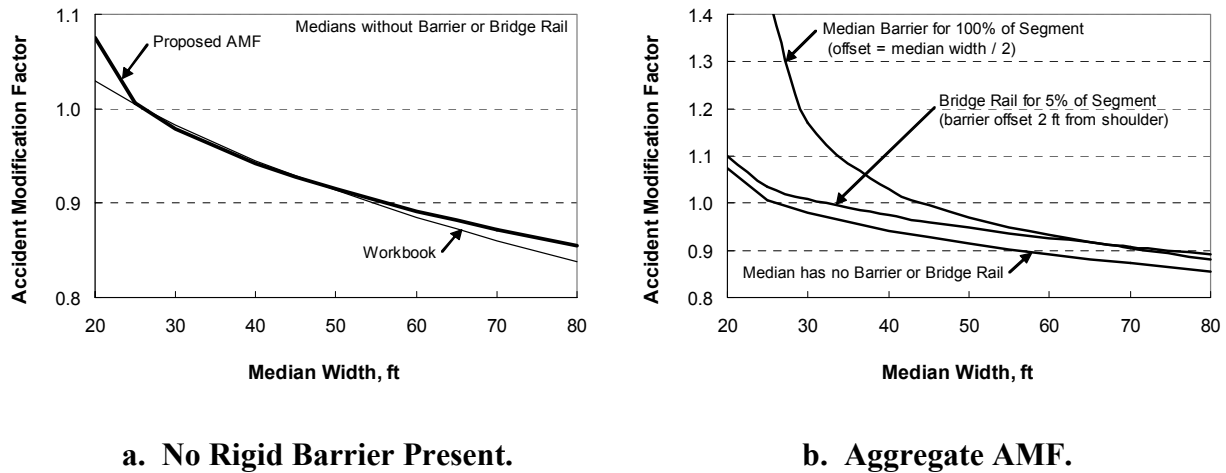 Accident Modification Factor
1.1
1.0
0.9
0.8
Medians without Barrier or Bridge Rail
Proposed AMF
Workbook
20 30 40 50 60 70 80
Median Width, ft
a. No Rigid Barrier Present.
Accident Modification Factor
1.4
1.3
1.2
1.1
1.0
0.9
0.8
Median Barrier for 100% of Segment
(offset = median width / 2)
Bridge Rail for 5% of Segment
(barrier offset 2 ft from shoulder)
Median has no Barrier or Bridge Rail
20 30 40 50 60 70 80
Median Width, ft
b. Aggregate AMF.